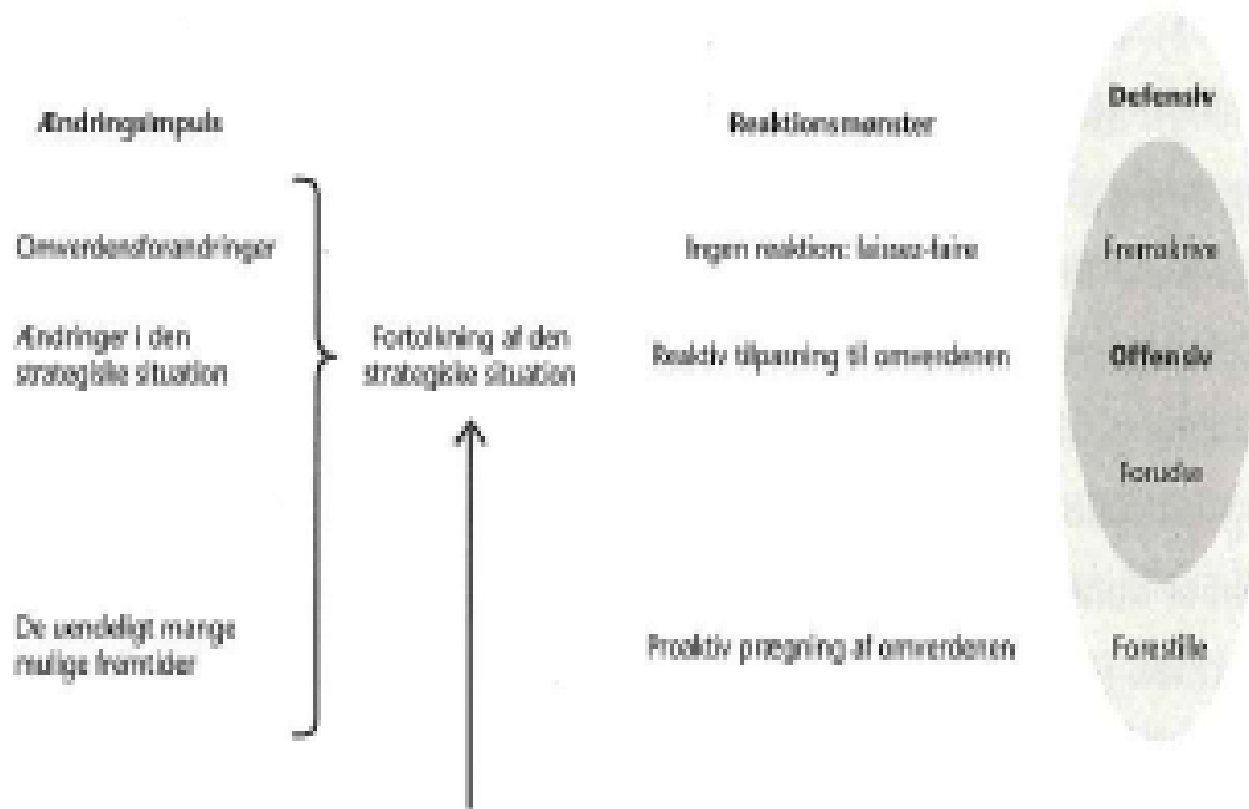 Ændringsimpuls
Omverdensforandringer
Ændringer i den
strategiske situation
De uendeligt mange
mulige fremtider
Fortolkning af den
strategiske situation
Reaktionsmønster
Ingen reaktion: laissez-faire
Reaktiv tilpasning til omverdenen
Proaktiv prægning af omverdenen
Defensiv
Fremskrive
Offensiv
Forudse
Forestille